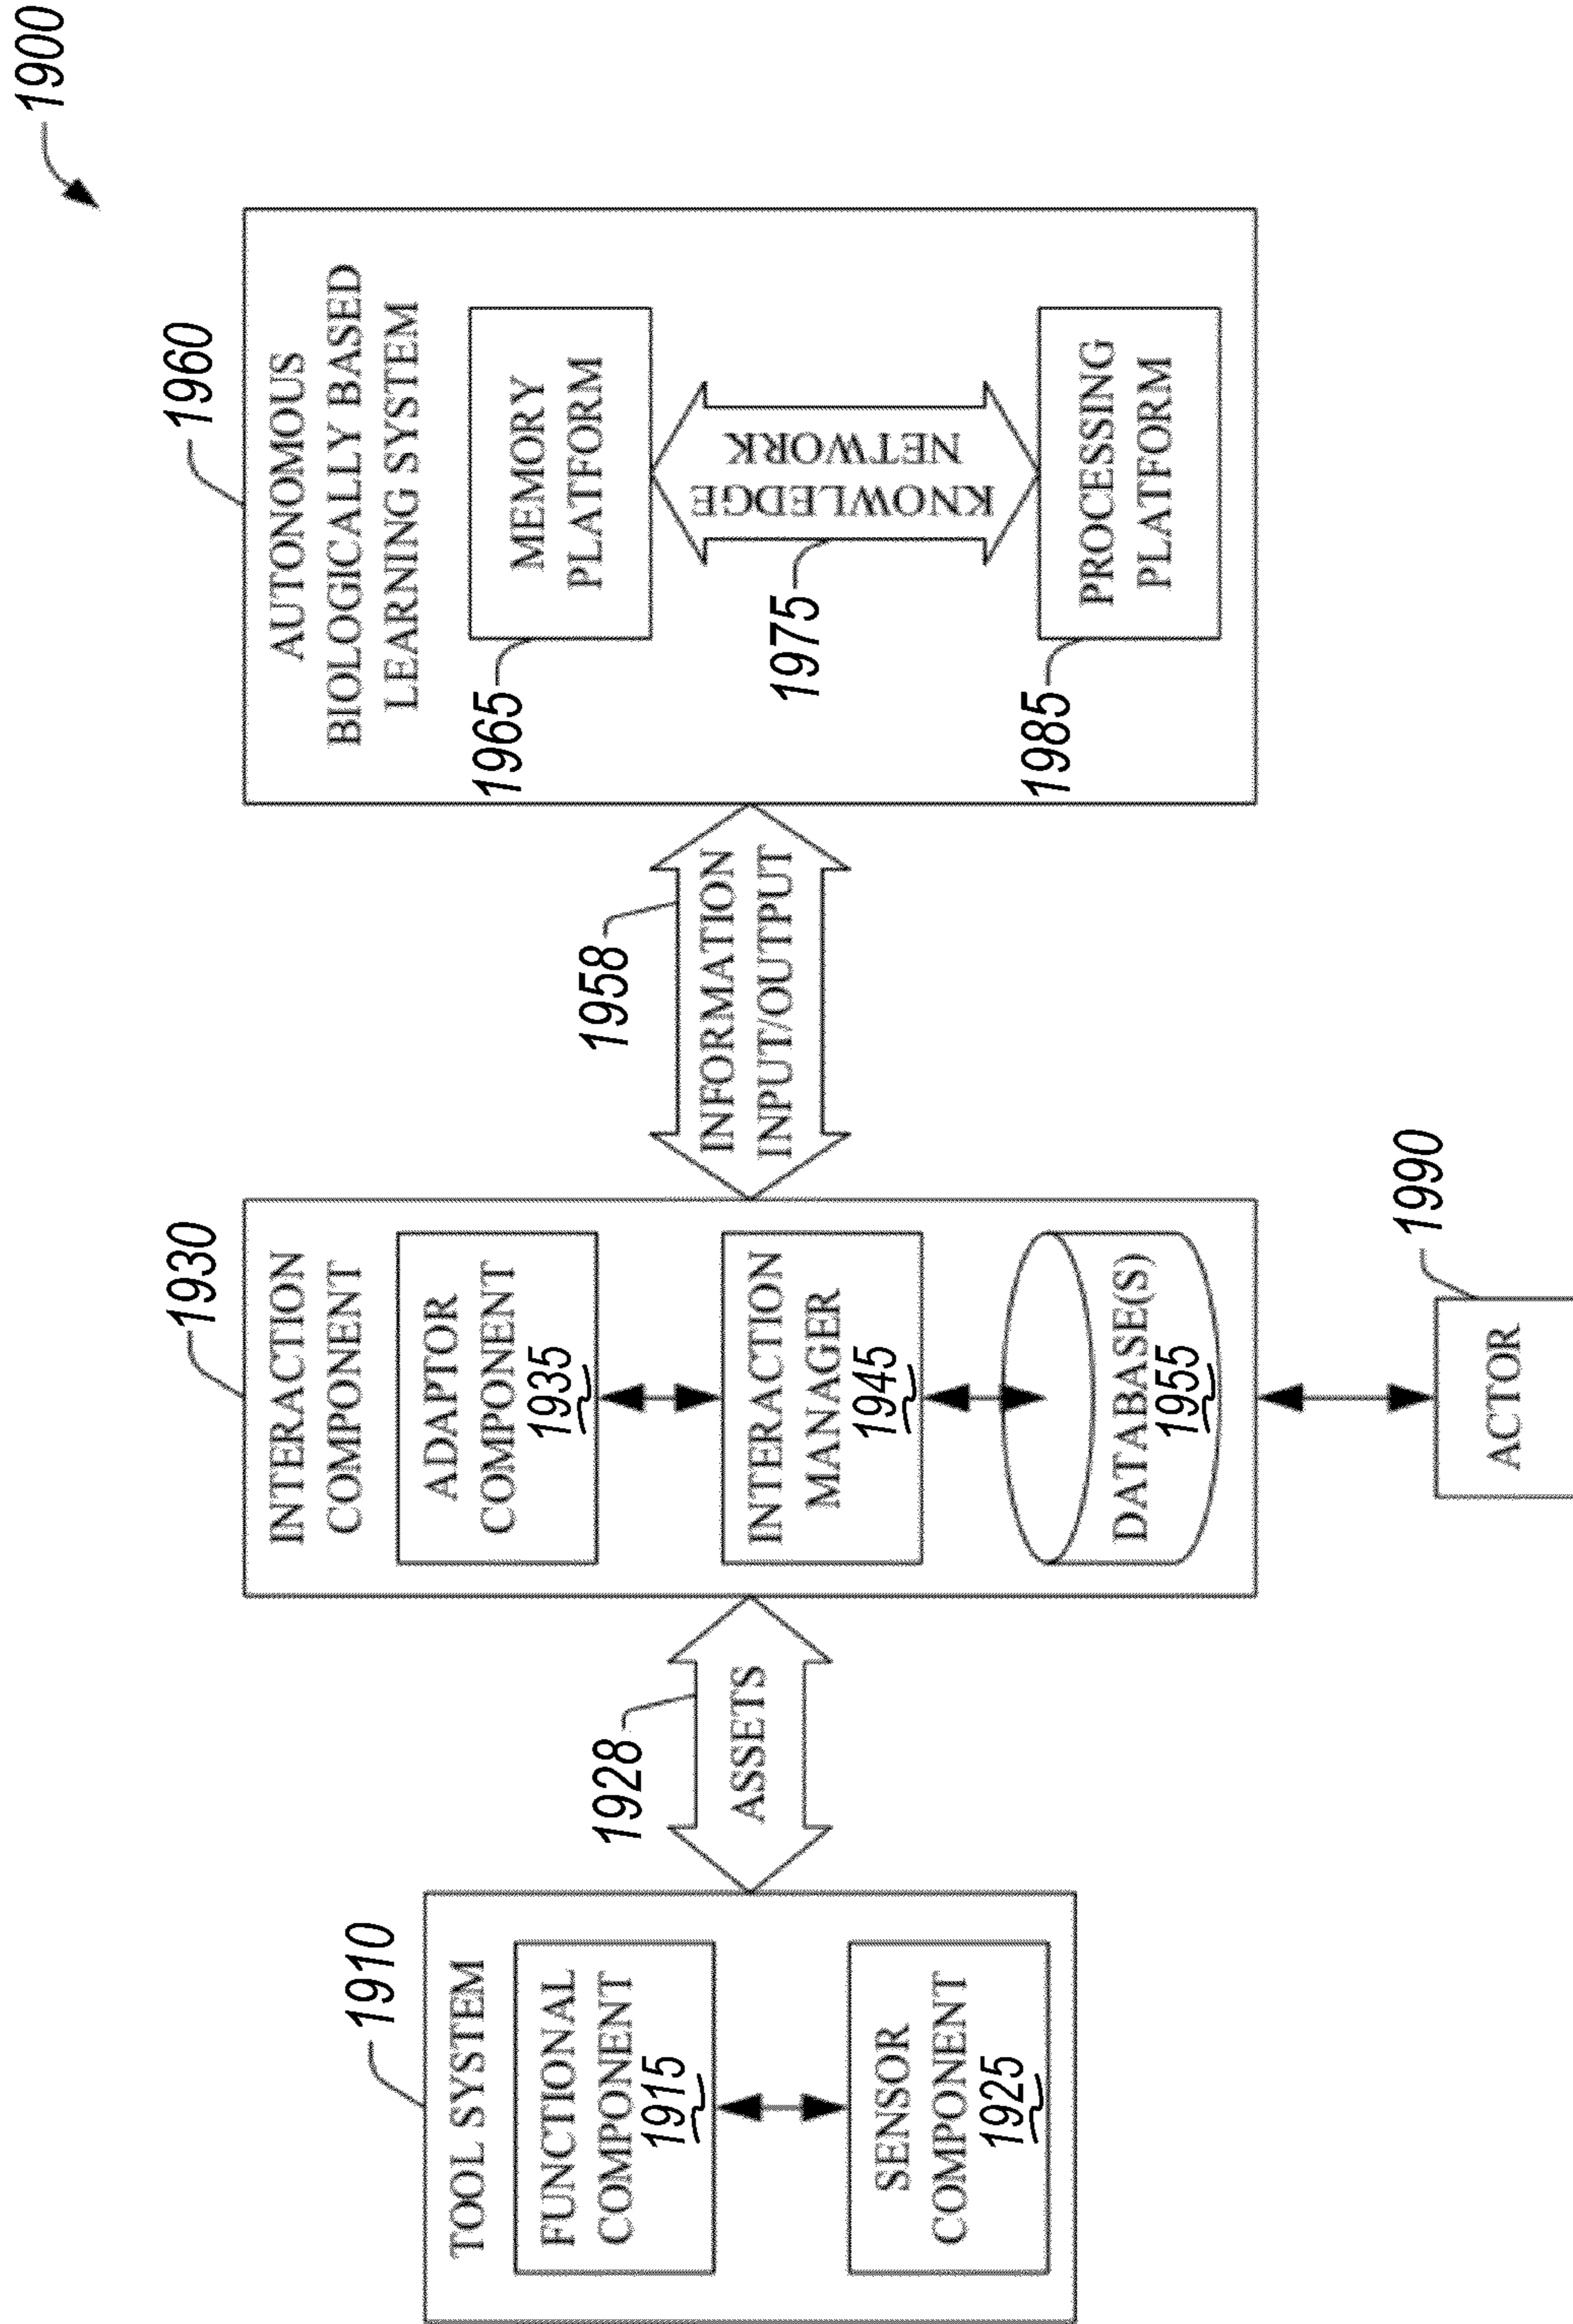 1900
1910
TOOL SYSTEM
FUNCTIONAL
COMPONENT
1915
SENSOR
COMPONENT
1925
1928
ASSETS
1930
INTERACTION
COMPONENT
ADAPTOR
COMPONENT
1935
INTERACTION
MANAGER
1945
DATABASE(S)
1955
1990
ACTOR
1958
INFORMATION
INPUT/OUTPUT
1960
AUTONOMOUS
BIOLOGICALLY BASED
LEARNING SYSTEM
1965
MEMORY
PLATFORM
1975
KNOWLEDGE
NETWORK
1985
PROCESSING
PLATFORM